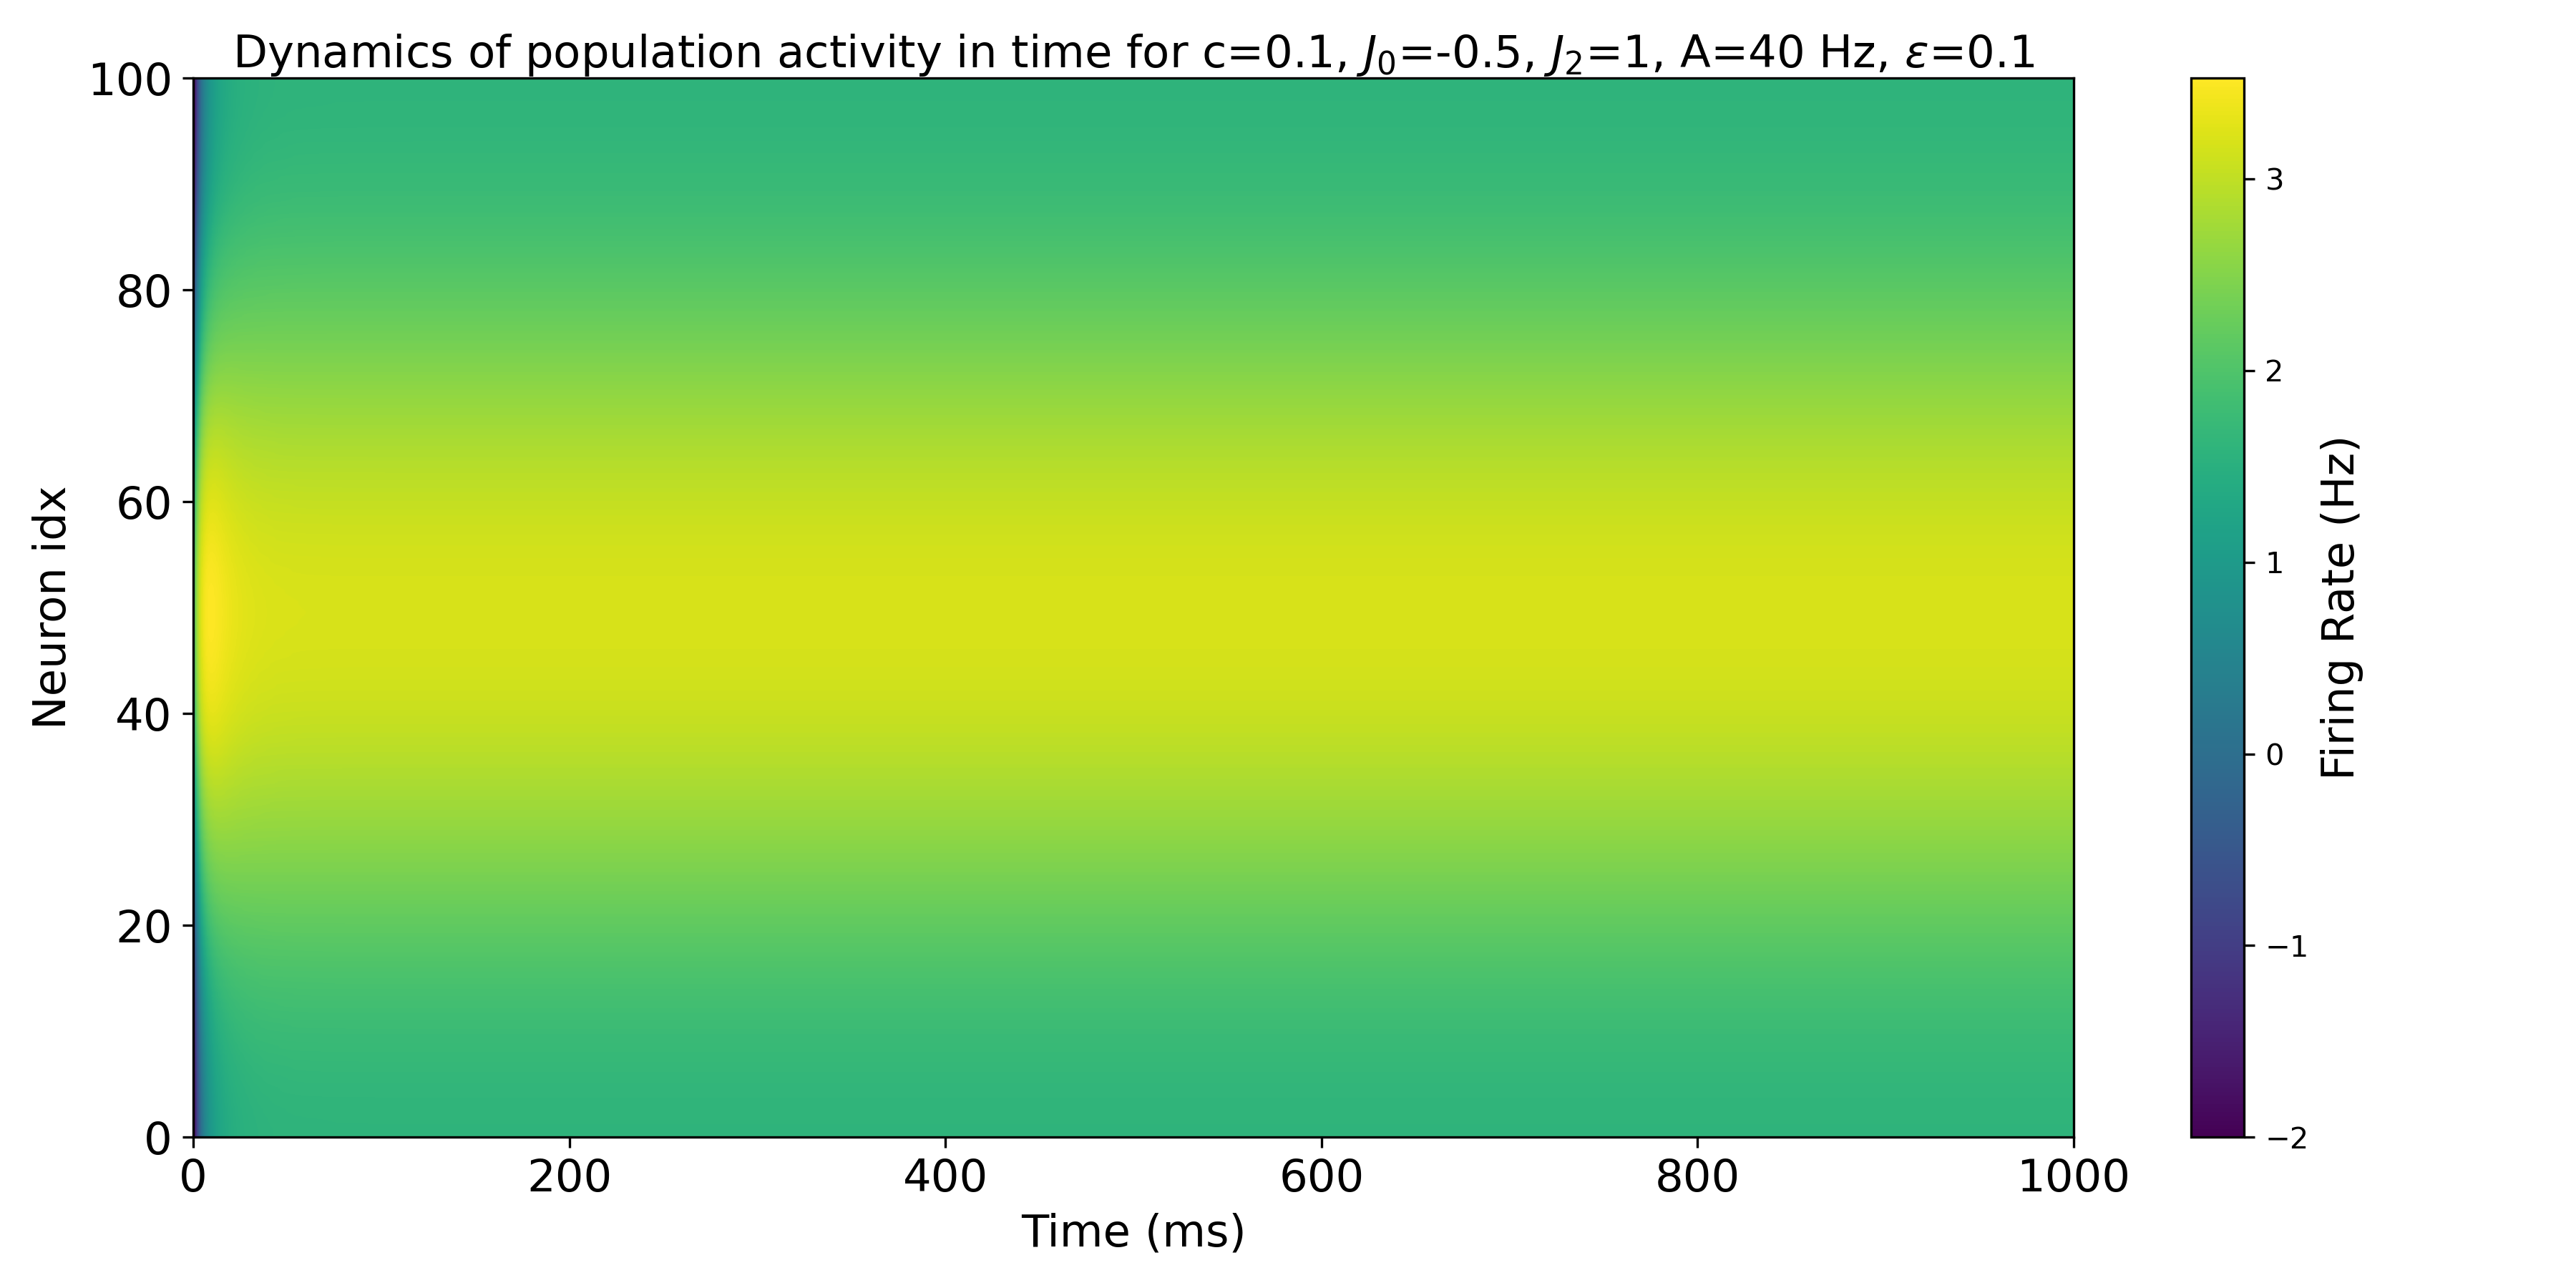 Dynamics of population activity in time for c=0.1, J₀=-0.5, J₂=1, A=40 Hz, ε=0.1
100
80
60
40
20
0
Neuron idx
0 200 400 600 800 1000
Time (ms)
3
2
1
0
−1
−2
Firing Rate (Hz)